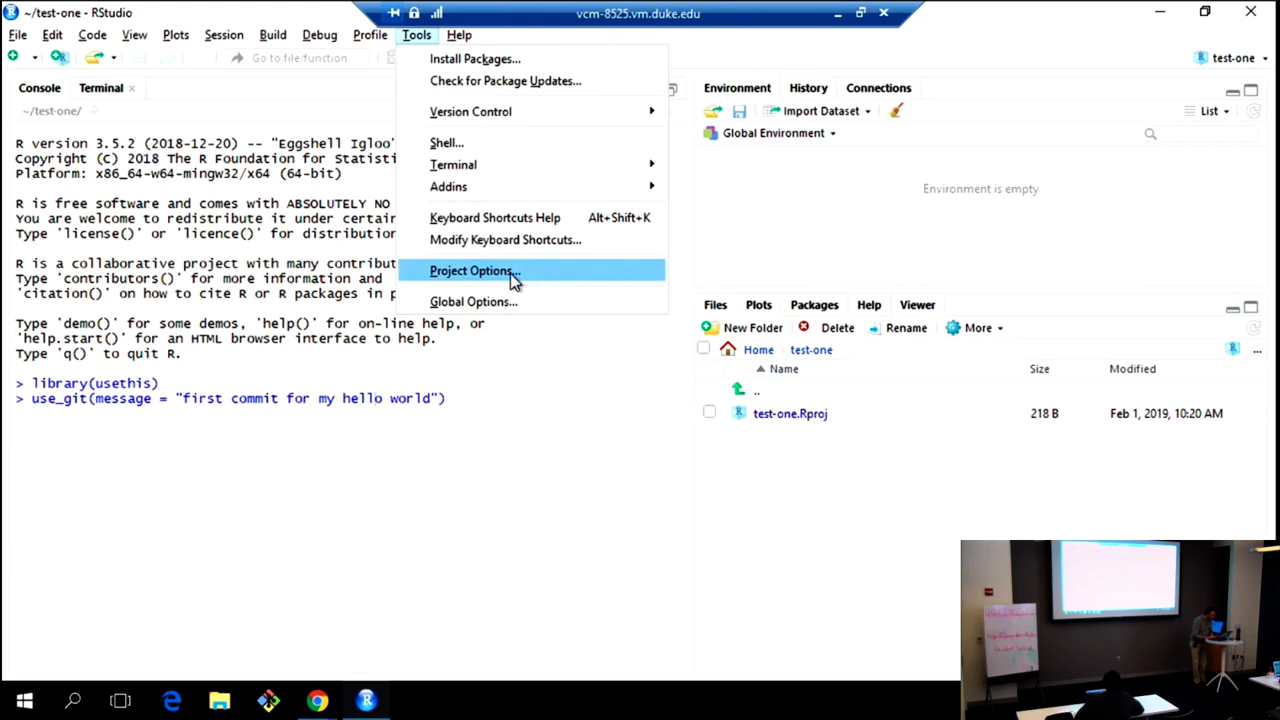 ~/test-one - RStudio
vcm-8525.vm.duke.edu
File Edit Code View Plots Session Build Debug Profile Tools Help
Go to file/function
test-one
Install Packages...
Check for Package Updates...
Version Control
Shell...
Terminal
Addins
Keyboard Shortcuts Help Alt+Shift+K
Modify Keyboard Shortcuts...
Project Options...
Global Options...
Console Terminal
~/test-one/
R version 3.5.2 (2018-12-20) -- "Eggshell Igloo"
Copyright (C) 2018 The R Foundation for Statisti
Platform: x86_64-w64-mingw32/x64 (64-bit)
R is free software and comes with ABSOLUTELY NO
You are welcome to redistribute it under certain
Type 'license()' or 'licence()' for distribution
R is a collaborative project with many contribut
Type 'contributors()' for more information and
'citation()' on how to cite R or R packages in p
Type 'demo()' for some demos, 'help()' for on-line help, or
'help.start()' for an HTML browser interface to help.
Type 'q()' to quit R.
> library(usethis)
> use_git(message = "first commit for my hello world")
Environment History Connections
Import Dataset List
Global Environment
Environment is empty
Files Plots Packages Help Viewer
New Folder Delete Rename More
Home test-one
Name Size Modified
..
test-one.Rproj 218 B Feb 1, 2019, 10:20 AM